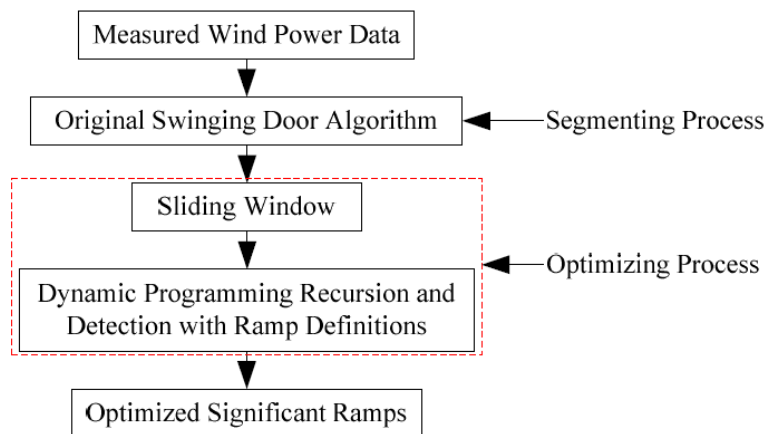 Measured Wind Power Data
Original Swinging Door Algorithm
Segmenting Process
Sliding Window
Optimizing Process
Dynamic Programming Recursion and
Detection with Ramp Definitions
Optimized Significant Ramps